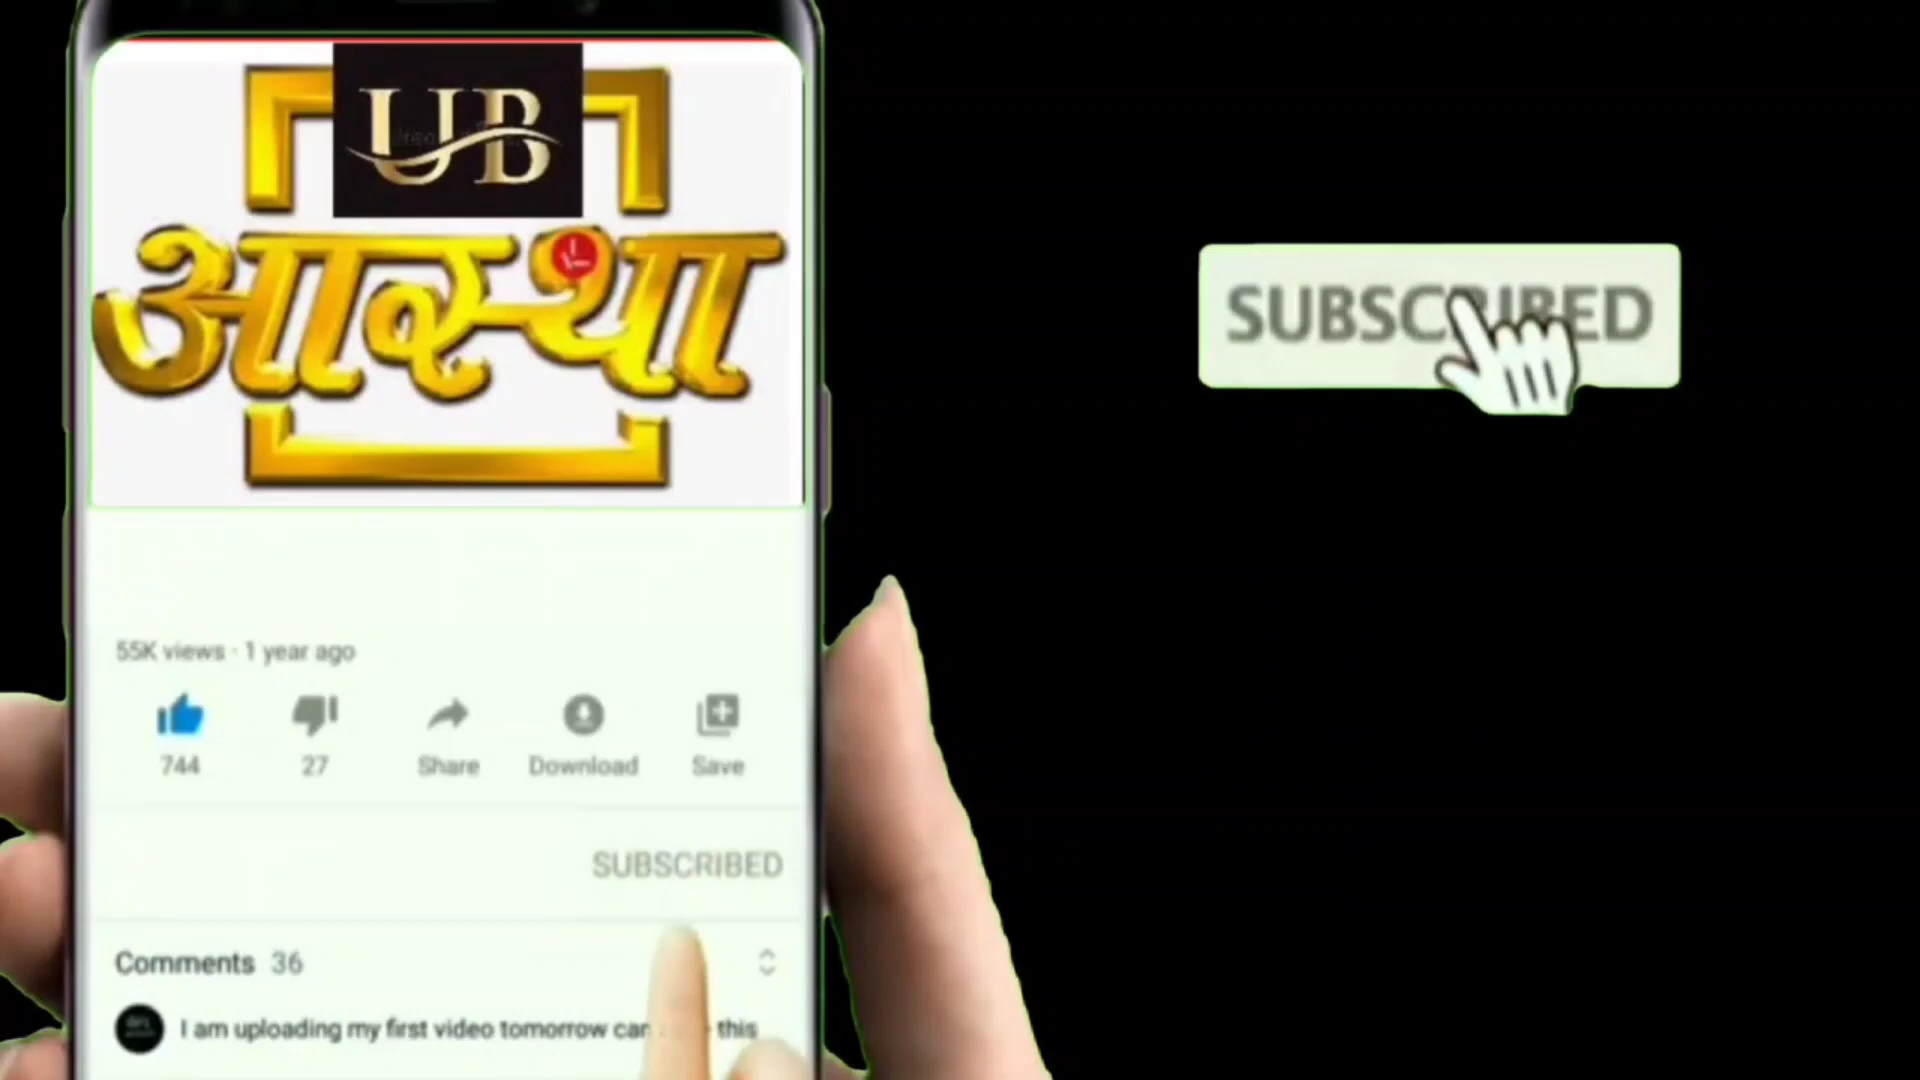 UB
आस्था
SUBSCRIBED
55K views · 1 year ago
744
27
Share
Download
Save
SUBSCRIBED
Comments 36
I am uploading my first video tomorrow can this